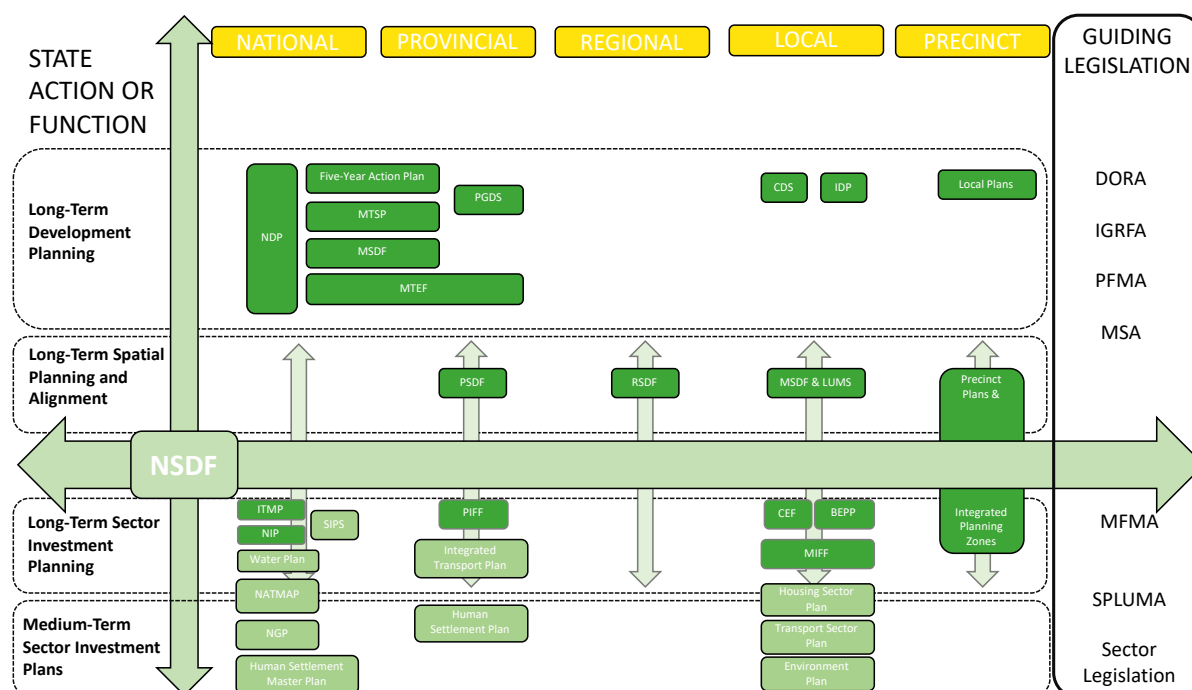 STATE
ACTION OR
FUNCTION
NATIONAL
PROVINCIAL
REGIONAL
LOCAL
PRECINCT
GUIDING
LEGISLATION
Long-Term
Development
Planning
NDP
Five-Year Action Plan
MTSP
MSDF
MTEF
PGDS
CDS
IDP
Local Plans
DORA
IGRFA
PFMA
MSA
Long-Term Spatial
Planning and
Alignment
PSDF
RSDF
MSDF & LUMS
Precinct
Plans &
NSDF
Long-Term Sector
Investment
Planning
ITMP
NIP
SIPS
Water Plan
NATMAP
PIFF
Integrated
Transport Plan
CEF
BEPP
MIFF
Integrated
Planning
Zones
MFMA
Medium-Term
Sector Investment
Plans
NGP
Human Settlement
Master Plan
Human
Settlement Plan
Housing Sector
Plan
Transport Sector
Plan
Environment
Plan
SPLUMA
Sector
Legislation